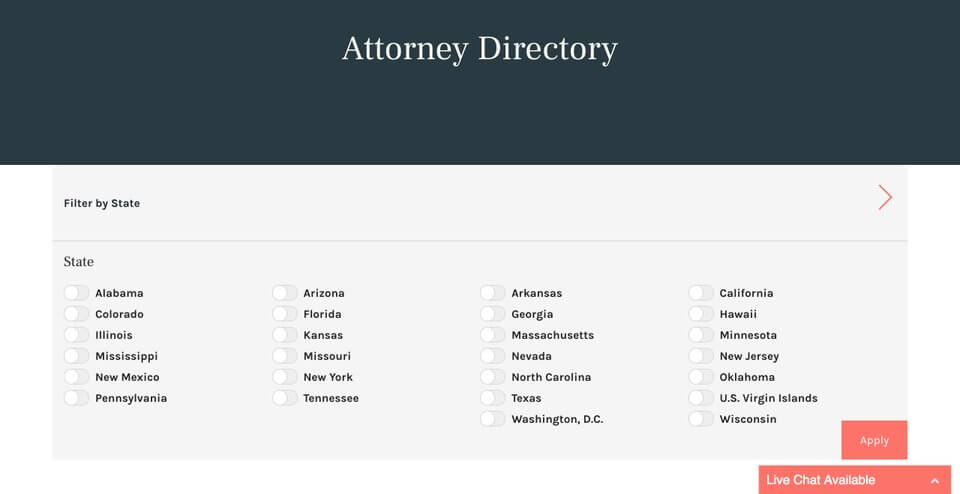 Attorney Directory
Filter by State
State
Alabama Arizona Arkansas California
Colorado Florida Georgia Hawaii
Illinois Kansas Massachusetts Minnesota
Mississippi Missouri Nevada New Jersey
New Mexico New York North Carolina Oklahoma
Pennsylvania Tennessee Texas U.S. Virgin Islands
Washington, D.C. Wisconsin
Apply
Live Chat Available